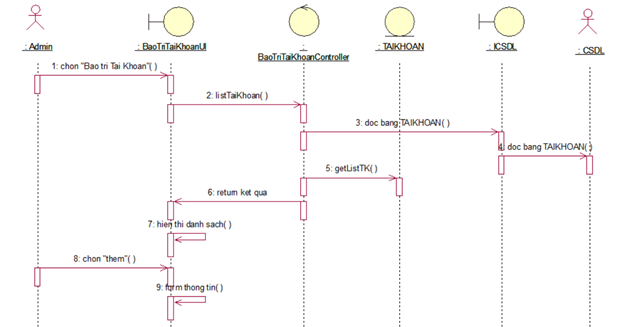 : Admin
: BaoTriTaiKhoanUI
:
BaoTriTaiKhoanController
: TAIKHOAN
: ICSDL
: CSDL
1: chon "Bao tri Tai Khoan"( )
2: listTaiKhoan( )
3: doc bang TAIKHOAN( )
4: doc bang TAIKHOAN( )
5: getListTK( )
6: return ket qua
7: hien thi danh sach( )
8: chon "them"( )
9: form thong tin( )